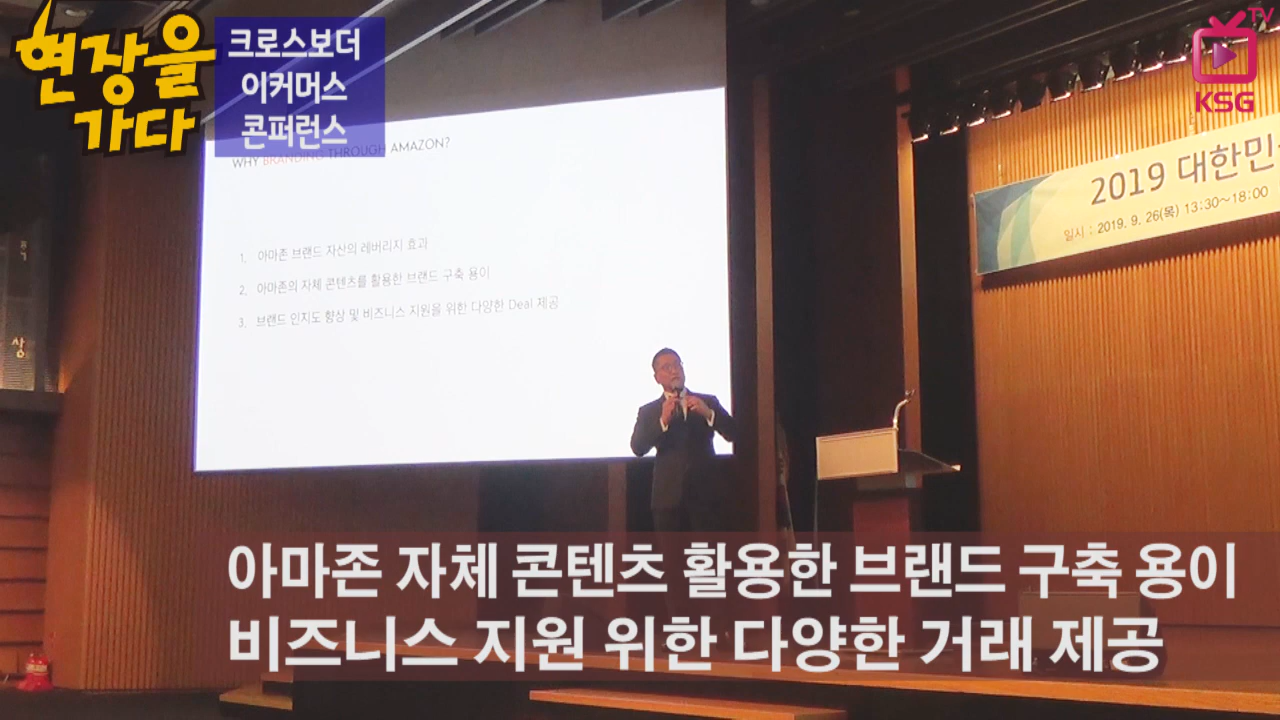 현장을
가다
크로스보더
이커머스
콘퍼런스
TV
KSG
WHY BRANDING THROUGH AMAZON?
1. 아마존 브랜드 자산의 레버리지 효과
2. 아마존의 자체 콘텐츠를 활용한 브랜드 구축 용이
3. 브랜드 인지도 향상 및 비즈니스 지원을 위한 다양한 Deal 제공
2019 대한민
일시 : 2019. 9. 26(목) 13:30~18:00
상
아마존 자체 콘텐츠 활용한 브랜드 구축 용이
비즈니스 지원 위한 다양한 거래 제공